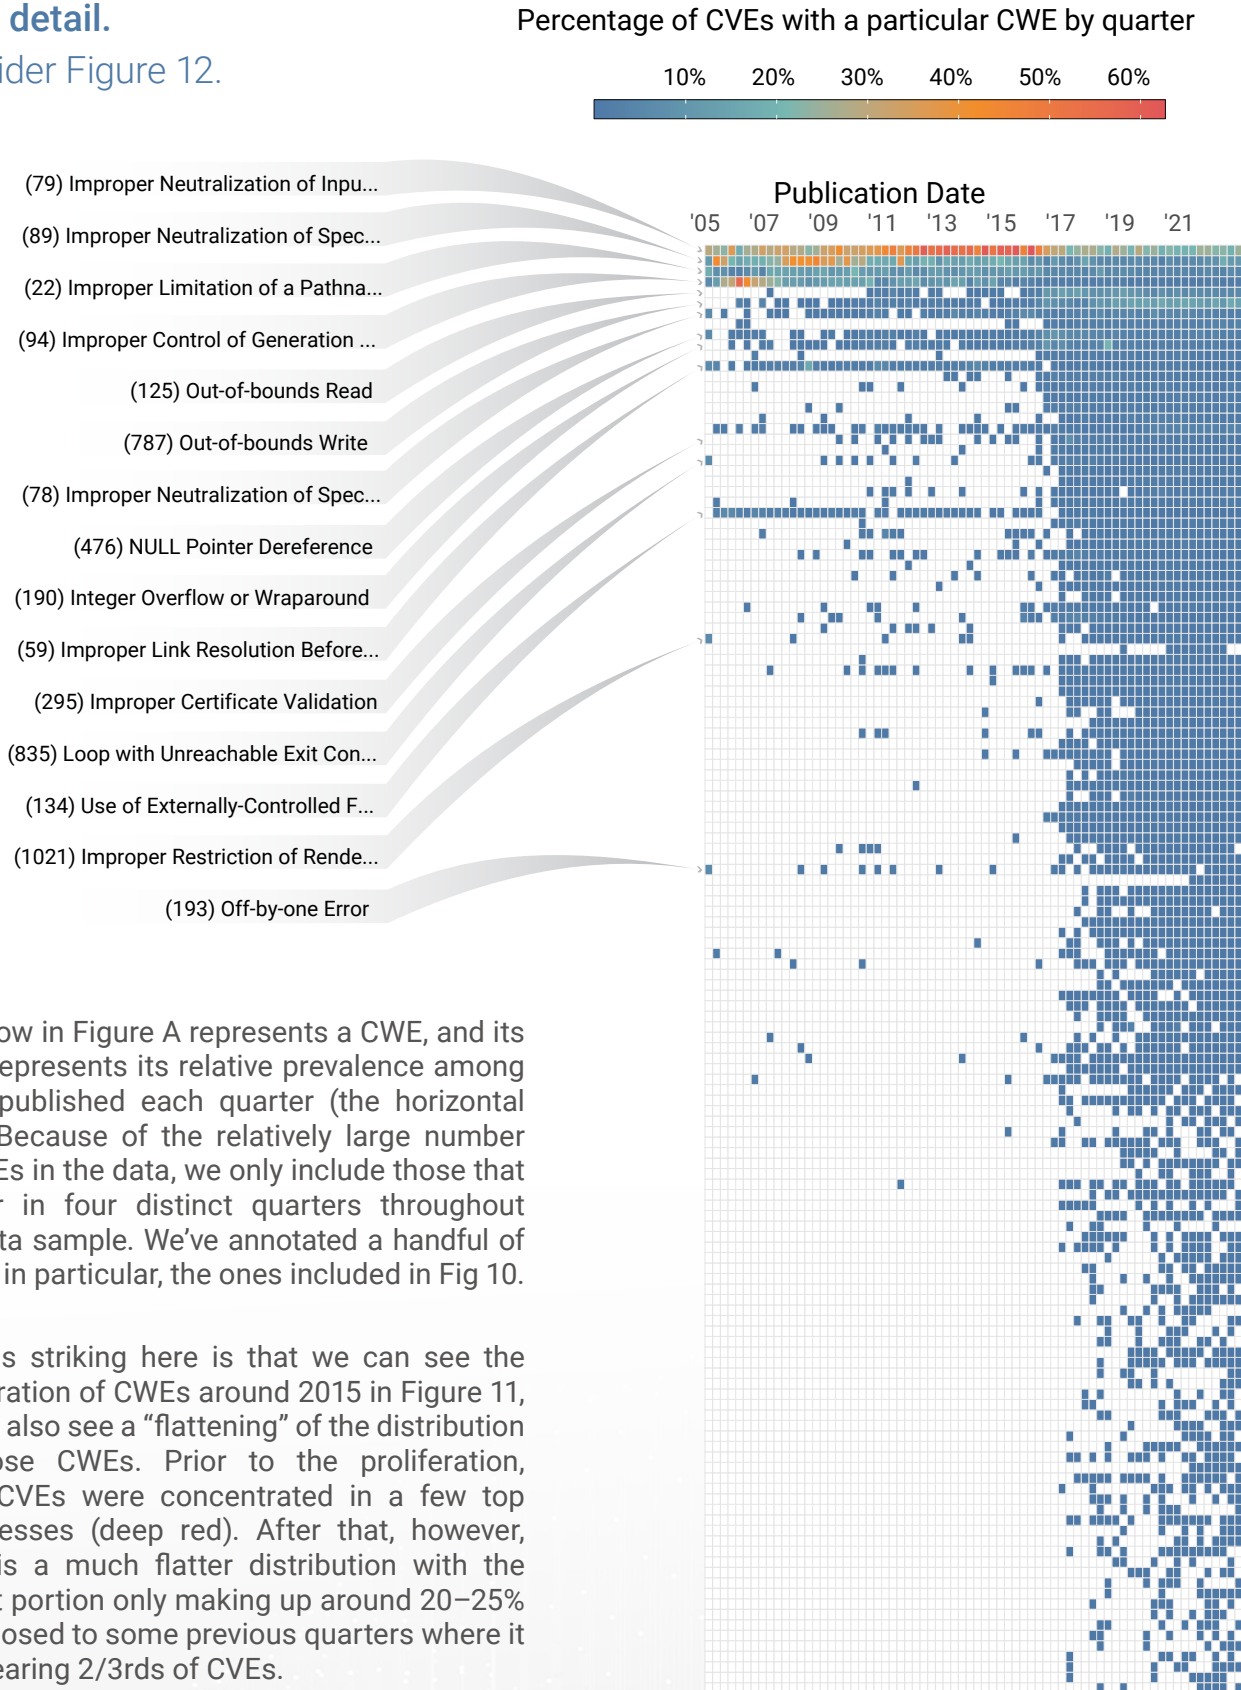 detail.
ider Figure 12.
Percentage of CVEs with a particular CWE by quarter
10% 20% 30% 40% 50% 60%
Publication Date
'05 '07 '09 '11 '13 '15 '17 '19 '21
(79) Improper Neutralization of Inpu...
(89) Improper Neutralization of Spec...
(22) Improper Limitation of a Pathna...
(94) Improper Control of Generation ...
(125) Out-of-bounds Read
(787) Out-of-bounds Write
(78) Improper Neutralization of Spec...
(476) NULL Pointer Dereference
(190) Integer Overflow or Wraparound
(59) Improper Link Resolution Before...
(295) Improper Certificate Validation
(835) Loop with Unreachable Exit Con...
(134) Use of Externally-Controlled F...
(1021) Improper Restriction of Rende...
(193) Off-by-one Error
ow in Figure A represents a CWE, and its
epresents its relative prevalence among
published each quarter (the horizontal
Because of the relatively large number
Es in the data, we only include those that
r in four distinct quarters throughout
ta sample. We've annotated a handful of
in particular, the ones included in Fig 10.
s striking here is that we can see the
ration of CWEs around 2015 in Figure 11,
also see a “flattening” of the distribution
ose CWEs. Prior to the proliferation,
CVEs were concentrated in a few top
esses (deep red). After that, however,
is a much flatter distribution with the
t portion only making up around 20–25%
osed to some previous quarters where it
earing 2/3rds of CVEs.